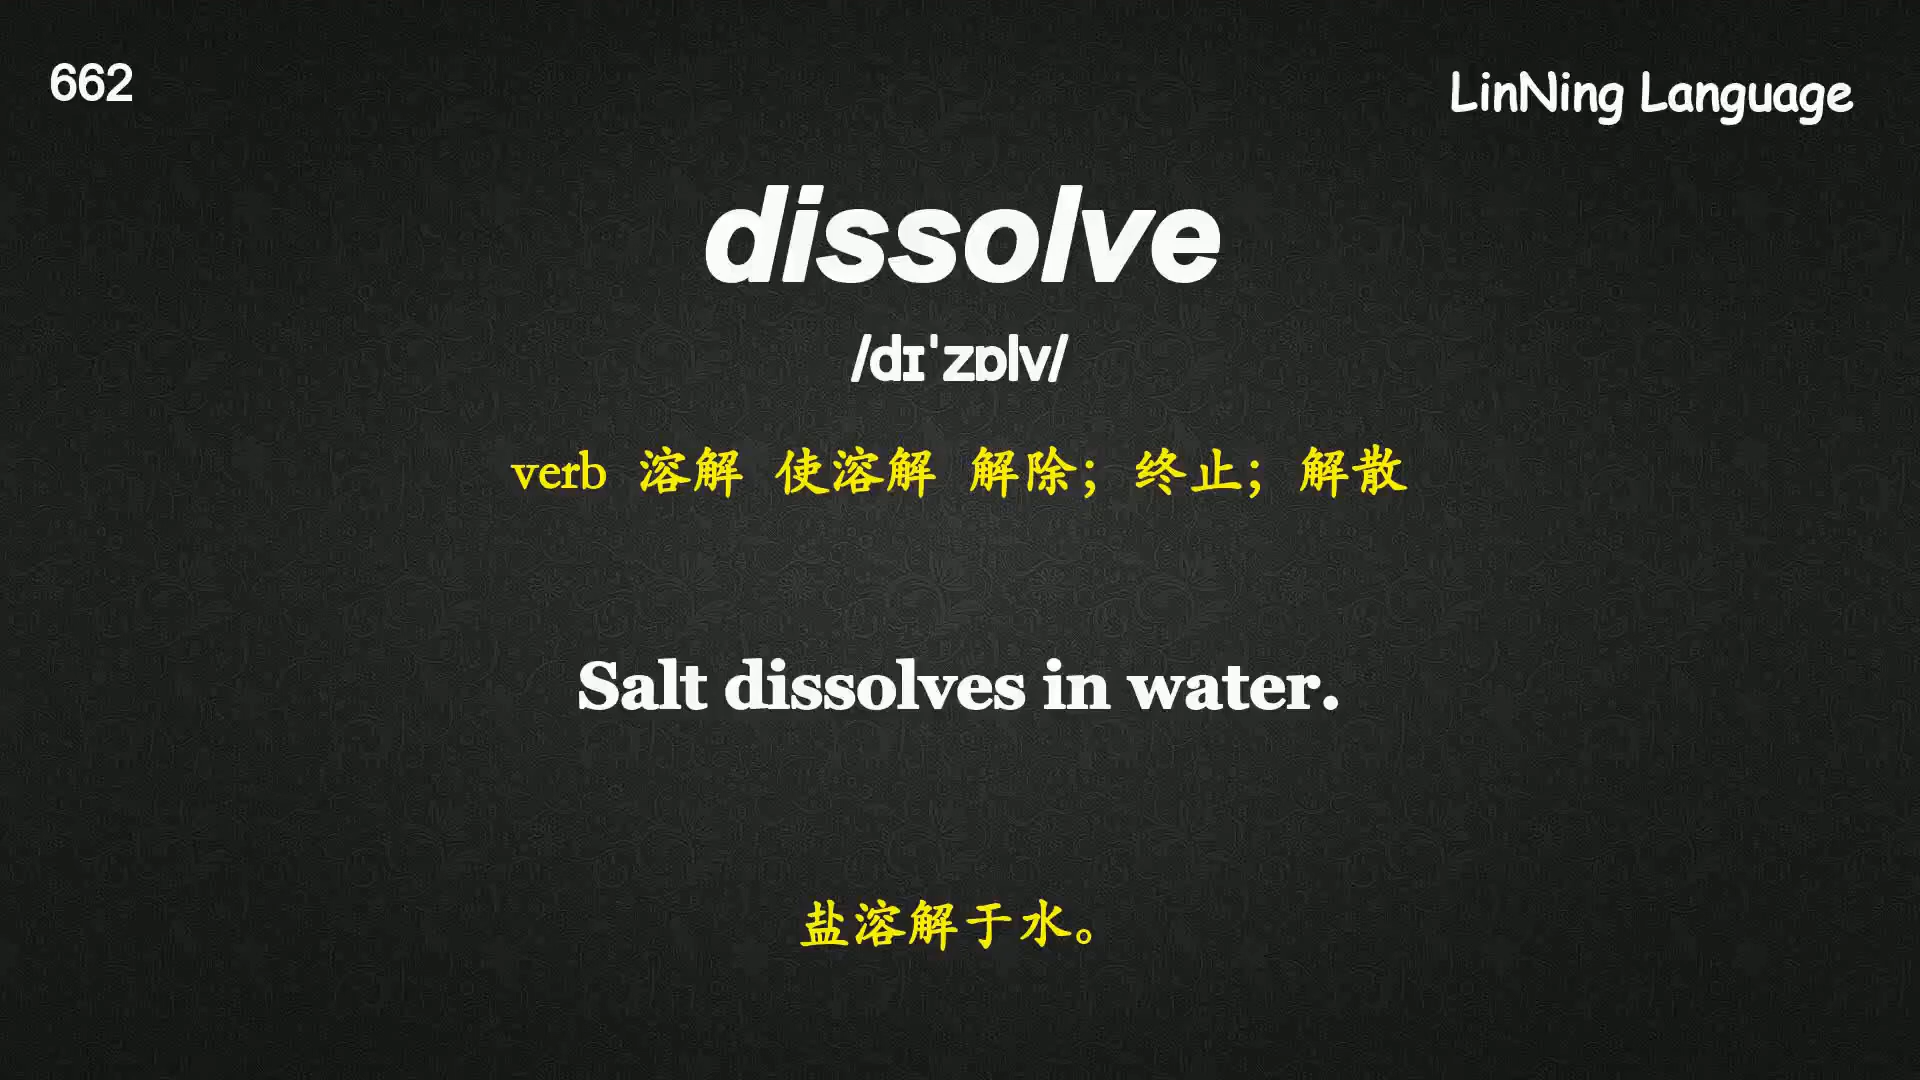 662
LinNing Language
dissolve
/dɪˈzɒlv/
verb 溶解 使溶解 解除；终止；解散
Salt dissolves in water.
盐溶解于水。